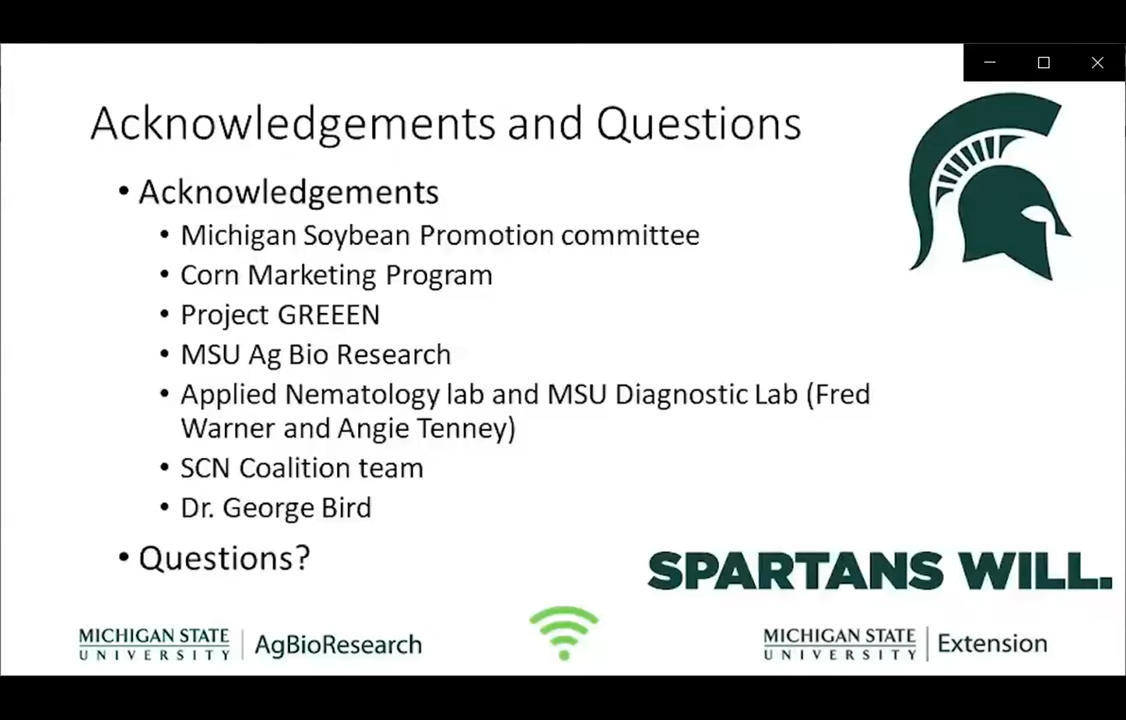 Acknowledgements and Questions
• Acknowledgements
• Michigan Soybean Promotion committee
• Corn Marketing Program
• Project GREEEN
• MSU Ag Bio Research
• Applied Nematology lab and MSU Diagnostic Lab (Fred
Warner and Angie Tenney)
• SCN Coalition team
• Dr. George Bird
• Questions?
SPARTANS WILL.
MICHIGAN STATE
UNIVERSITY
AgBioResearch
MICHIGAN STATE
UNIVERSITY
Extension